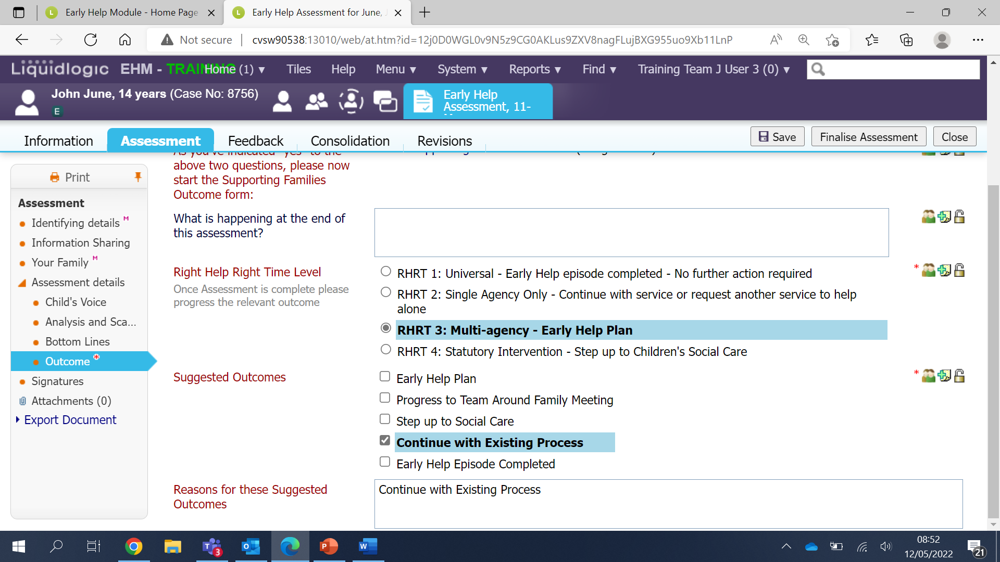 Early Help Module - Home Page
Early Help Assessment for June,
Not secure
cvsw90538:13010/web/at.htm?id=12j0D0WGL0v9N5z9CG0AKLus9ZXV8nagFLujBXG955uo9Xb11LnP
Liquidlogic EHM - TRAINING Home (1) ▼ Tiles Help Menu ▼ System ▼ Reports ▼ Find ▼ Training Team J User 3 (0) ▼
John June, 14 years (Case No: 8756)
E
Early Help
Assessment, 11-
Information Assessment Feedback Consolidation Revisions Save Finalise Assessment Close
Print
Assessment
Identifying details M
Information Sharing
Your Family M
Assessment details
Child's Voice
Analysis and Sca...
Bottom Lines
Outcome *
Signatures
Attachments (0)
Export Document
As you've indicated "yes" to the
above two questions, please now
start the Supporting Families
Outcome form:
What is happening at the end of
this assessment?
Right Help Right Time Level
Once Assessment is complete please
progress the relevant outcome
RHRT 1: Universal - Early Help episode completed - No further action required
RHRT 2: Single Agency Only - Continue with service or request another service to help
alone
RHRT 3: Multi-agency - Early Help Plan
RHRT 4: Statutory Intervention - Step up to Children's Social Care
*
Suggested Outcomes
Early Help Plan
Progress to Team Around Family Meeting
Step up to Social Care
Continue with Existing Process
Early Help Episode Completed
*
Reasons for these Suggested
Outcomes
Continue with Existing Process
3
08:52
12/05/2022
21